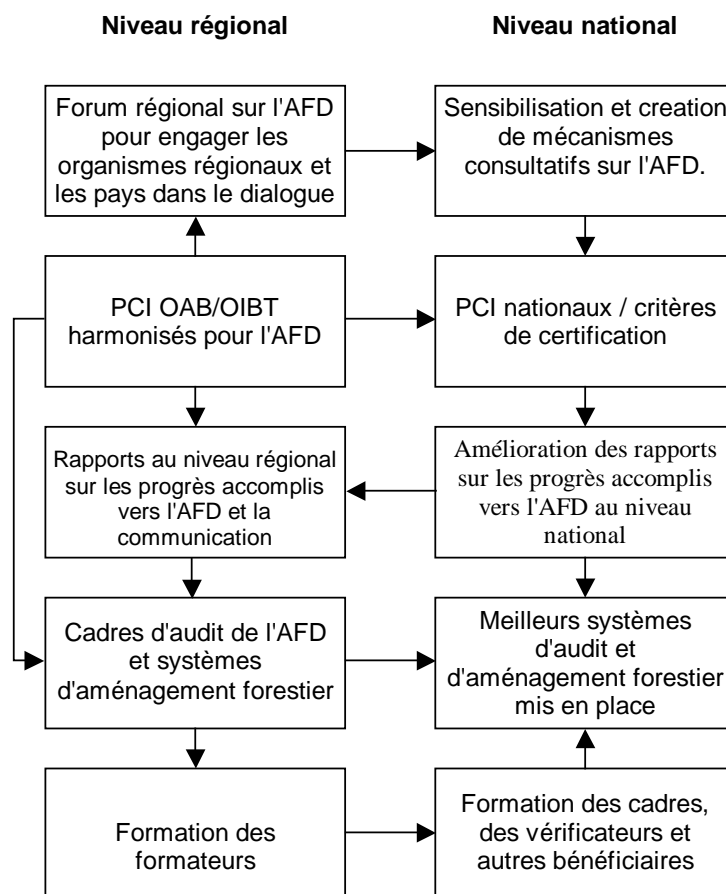 Niveau régional
Niveau national
Forum régional sur l'AFD
pour engager les
organismes régionaux et
les pays dans le dialogue
Sensibilisation et creation
de mécanismes
consultatifs sur l'AFD.
PCI OAB/OIBT
harmonisés pour l'AFD
PCI nationaux / critères
de certification
Rapports au niveau régional
sur les progrès accomplis
vers l'AFD et la
communication
Amélioration des rapports
sur les progrès accomplis
vers l'AFD au niveau
national
Cadres d'audit de l'AFD
et systèmes
d'aménagement forestier
Meilleurs systèmes
d'audit et
d'aménagement forestier
mis en place
Formation des
formateurs
Formation des cadres,
des vérificateurs et
autres bénéficiaires